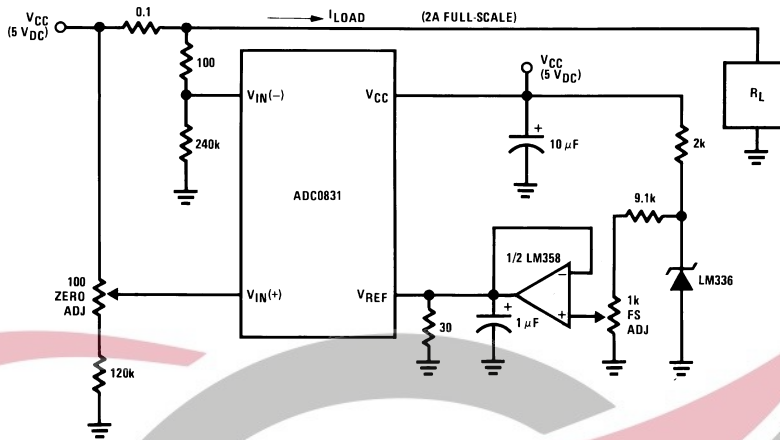 0.1
VCC
(5 VDC)
ILOAD (2A FULL-SCALE)
100
VIN(–)
240k
ADC0831
VCC
VCC
(5 VDC)
+
10 µF
RL
2k
9.1k
LM336
100
ZERO
ADJ
VIN(+)
VREF
1/2 LM358
–
+
1k
FS
ADJ
30
+
1 µF
120k